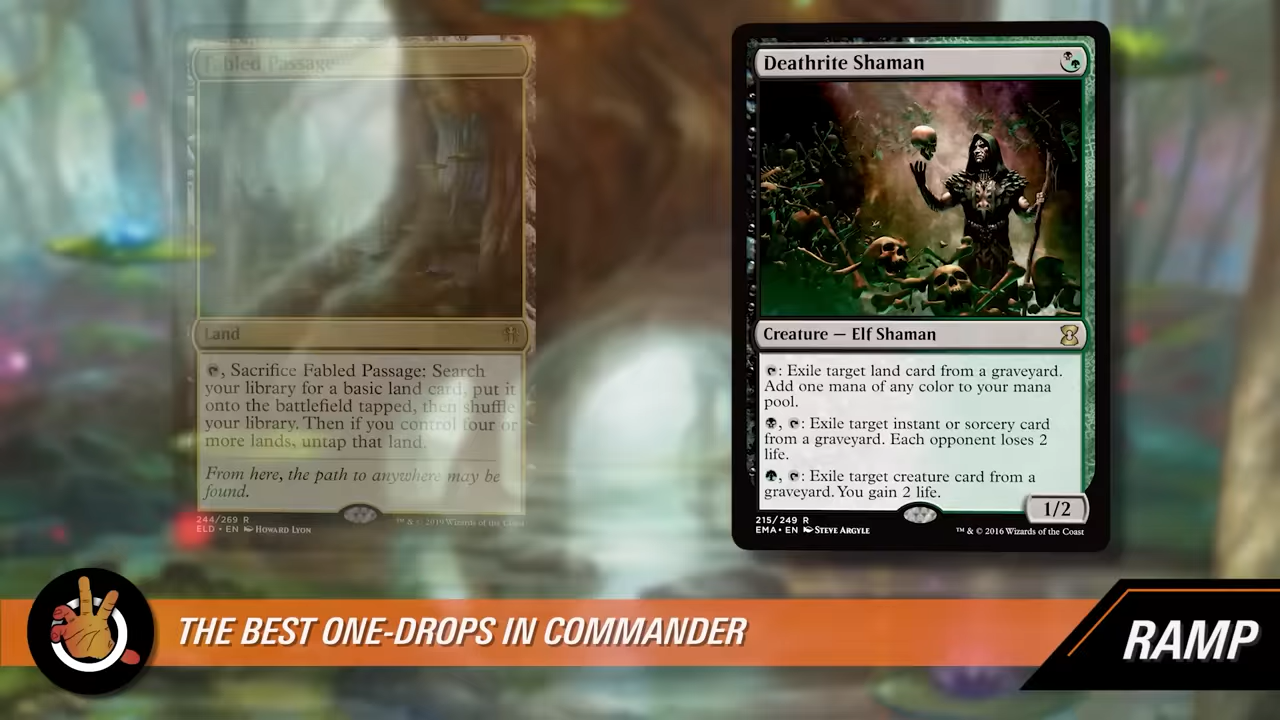 Fabled Passage
Land
, Sacrifice Fabled Passage: Search
your library for a basic land card, put it
onto the battlefield tapped, then shuffle
your library. Then if you control four or
more lands, untap that land.
From here, the path to anywhere may be
found.
244/269 R
ELD • EN Howard Lyon
™ & © 2019 Wizards of the Coast
Deathrite Shaman
Creature — Elf Shaman
: Exile target land card from a graveyard.
Add one mana of any color to your mana
pool.
, : Exile target instant or sorcery card
from a graveyard. Each opponent loses 2
life.
, : Exile target creature card from a
graveyard. You gain 2 life.
1/2
215/249 R
EMA • EN Steve Argyle
™ & © 2016 Wizards of the Coast
THE BEST ONE-DROPS IN COMMANDER
RAMP